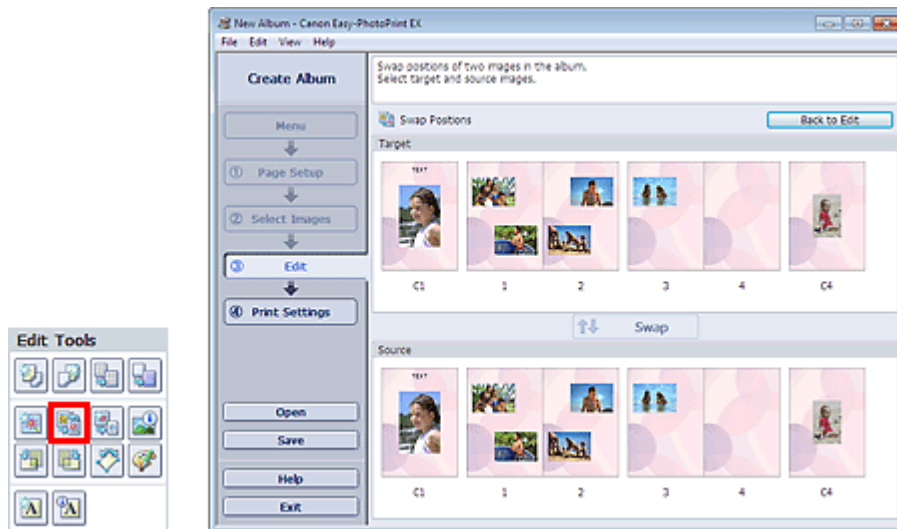 New Album - Canon Easy-PhotoPrint EX
File Edit View Help
Create Album
Swap positions of two images in the album.
Select target and source images.
Menu
① Page Setup
② Select Images
③ Edit
④ Print Settings
Open
Save
Help
Exit
Swap Positions
Back to Edit
Target
TEXT
C1 1 2 3 4 C4
Swap
Source
TEXT
C1 1 2 3 4 C4
Edit Tools
A
A